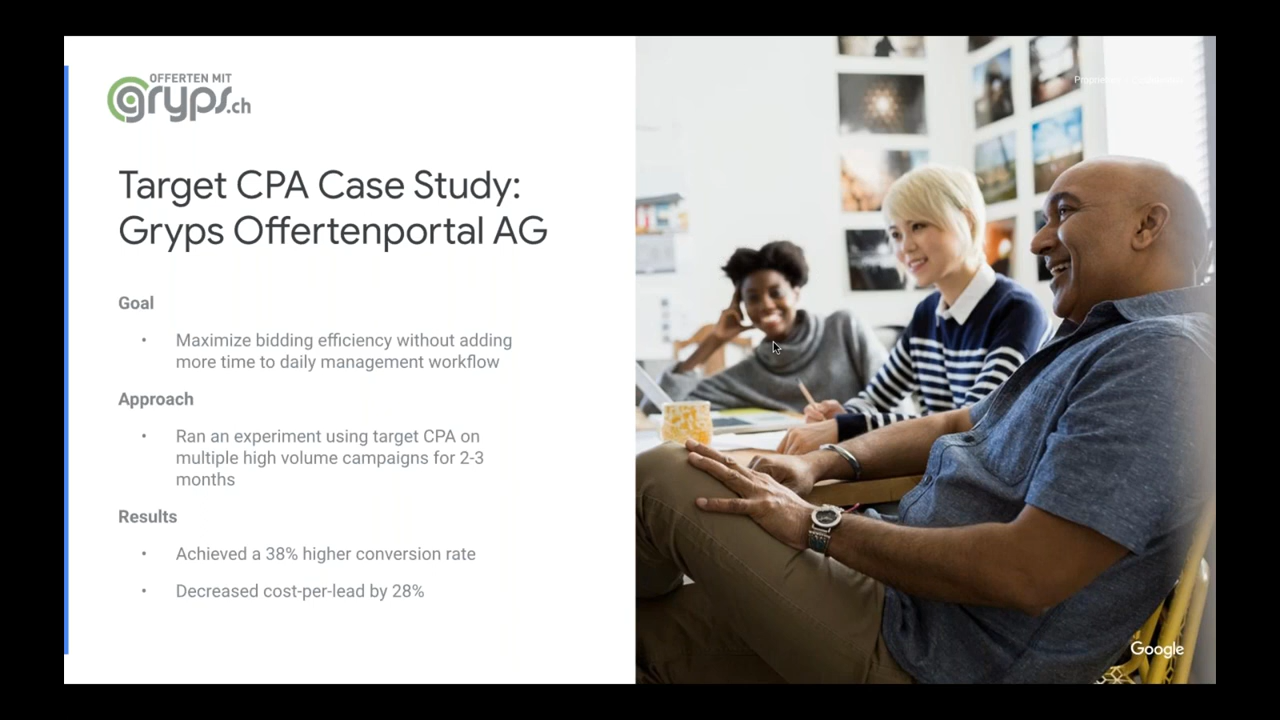 OFFERTEN MIT
gryps.ch
Target CPA Case Study:
Gryps Offertenportal AG
Goal
• Maximize bidding efficiency without adding
more time to daily management workflow
Approach
• Ran an experiment using target CPA on
multiple high volume campaigns for 2-3
months
Results
• Achieved a 38% higher conversion rate
• Decreased cost-per-lead by 28%
Google